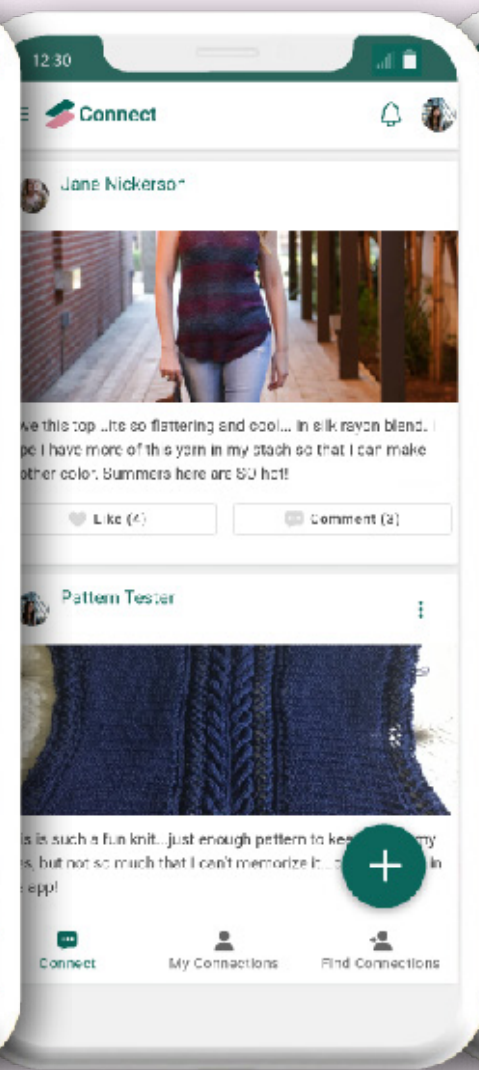 12:30
Connect
Jane Nickerson
this top ...its so flattering and cool... in silk rayon blend. I
I have more of this yarn in my stash so that I can make
other color. Summers here are SO hot!
Like (4) Comment (3)
Pattern Tester
is such a fun knit...just enough pattern to my
but not so much that I can't memorize it... in
app!
Connect My Connections Find Connections